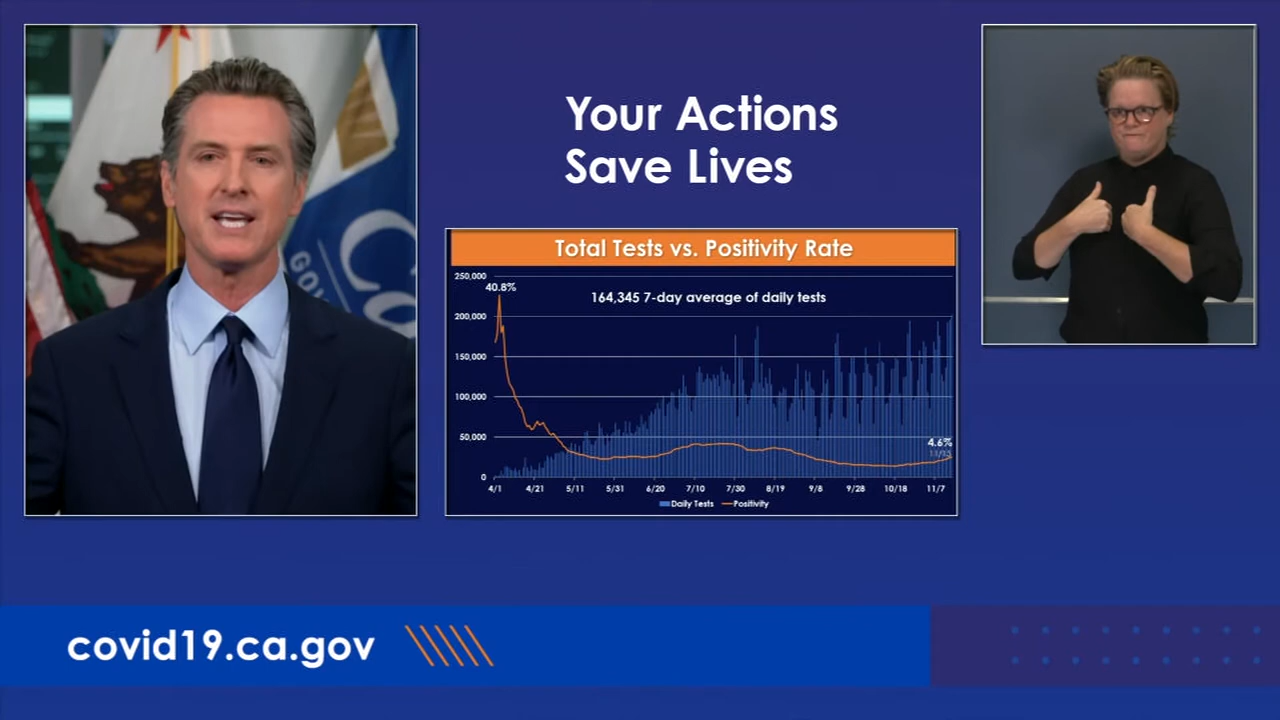 Your Actions
Save Lives
Total Tests vs. Positivity Rate
250,000
40.8%
164,345 7-day average of daily tests
200,000
150,000
100,000
50,000
4.6%
11/15
0
4/1 4/21 5/11 5/31 6/20 7/10 7/30 8/19 9/8 9/28 10/18 11/7
Daily Tests Positivity
covid19.ca.gov